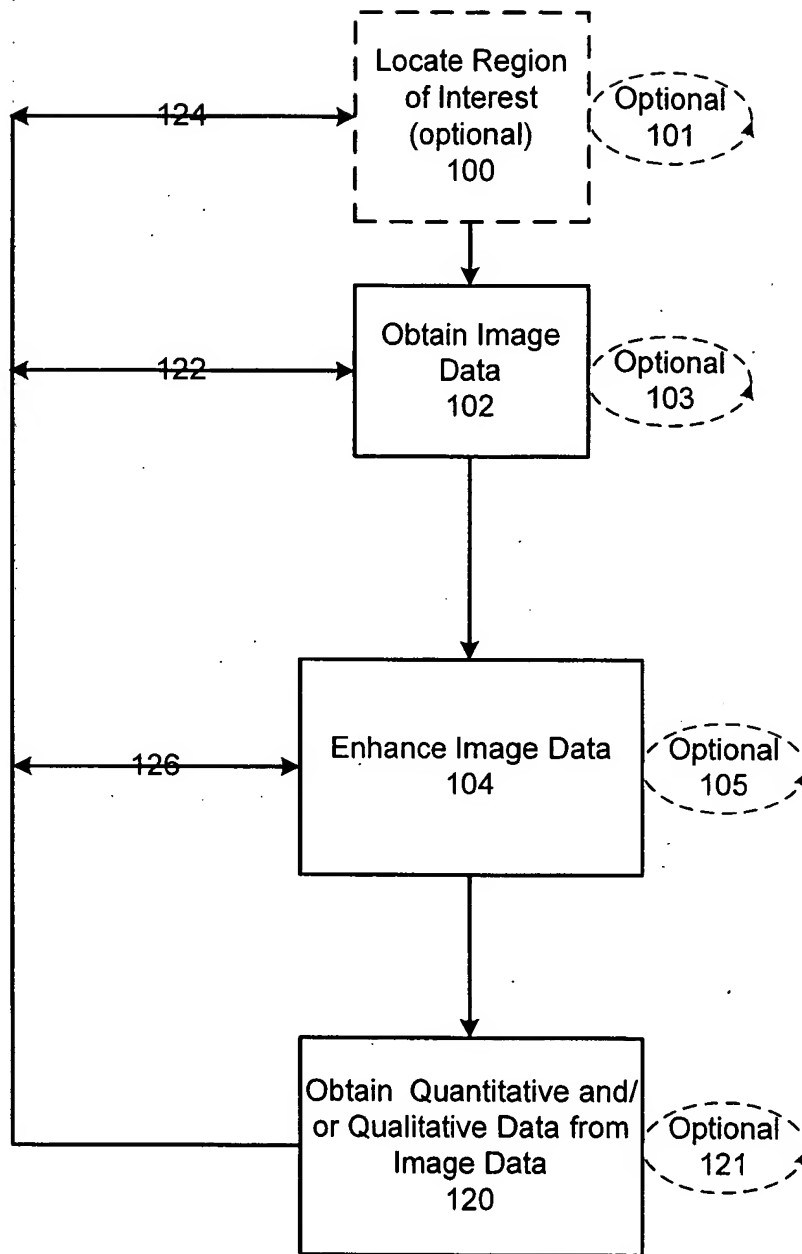 Locate Region
of Interest
(optional)
100
Optional
101
124
Obtain Image
Data
102
Optional
103
122
Enhance Image Data
104
Optional
105
126
Obtain Quantitative and/
or Qualitative Data from
Image Data
120
Optional
121